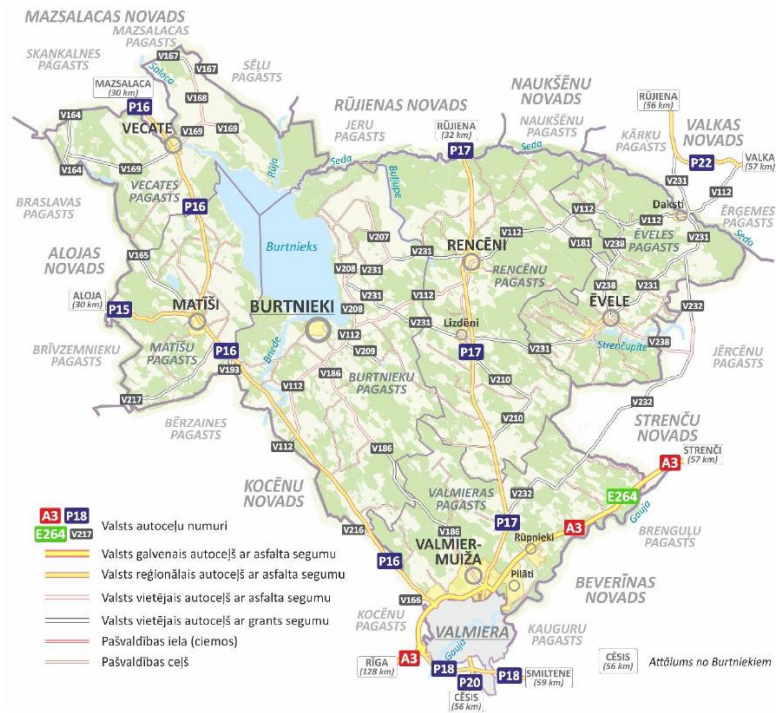 MAZSALACAS NOVADS
MAZSALACAS
PAGASTS
SKAŅKALNES
PAGASTS
SĒĻU
PAGASTS
V167
V167
Salaca
MAZSALACA
(30 km)
P16
V168
V164
V169
V169
VECATE
V169
V164
VECATES
PAGASTS
P16
Rūja
BRASLAVAS
PAGASTS
RŪJIENAS NOVADS
JERU
PAGASTS
RŪJIENA
(32 km)
P17
Seda
Seda
NAUKŠĒNU
NOVADS
NAUKŠĒNU
PAGASTS
RŪJIENA
(56 km)
KĀRĶU
PAGASTS
VALKAS
NOVADS
P22
VALKA
(57 km)
V231
V112
Daksti
ĒRĢEMES
PAGASTS
Seda
V112
V112
ĒVELES
PAGASTS
V181
V238
V231
V238
V232
ĒVELE
Strenčupīte
V238
JĒRCĒNU
PAGASTS
Burtnieks
V207
V231
V208
V231
V231
V208
V112
V231
RENCĒNI
RENCĒNU
PAGASTS
Lizdēni
P17
V231
ALOJAS
NOVADS
V165
ALOJA
(30 km)
P15
MATĪŠI
MATĪŠU
PAGASTS
P16
V193
BURTNIEKI
Briede
V112
V209
V186
V112
BURTNIEKU
PAGASTS
BRĪVZEMNIEKU
PAGASTS
V217
BĒRZAINES
PAGASTS
V112
V210
V210
V232
STRENČU
NOVADS
STRENČI
(57 km)
A3
E264
Gauja
V186
KOCĒNU
NOVADS
VALMIERAS
PAGASTS
V232
V186
P17
A3
BRENGUĻU
PAGASTS
Rūpnieki
V216
P16
VALMIER-
MUIŽA
Pilāti
BEVERĪNAS
NOVADS
V166
KOCĒNU
PAGASTS
VALMIERA
Gauja
KAUGURU
PAGASTS
RĪGA
(128 km)
A3
P18
P20
P18
SMILTENE
(59 km)
CĒSIS
(56 km)
A3 P18
E264 V217
Valsts autoceļu numuri
Valsts galvenais autoceļš ar asfalta segumu
Valsts reģionālais autoceļš ar asfalta segumu
Valsts vietējais autoceļš ar asfalta segumu
Valsts vietējais autoceļš ar grants segumu
Pašvaldības iela (ciemos)
Pašvaldības ceļš
CĒSIS
(56 km)
Attālums no Burtniekiem